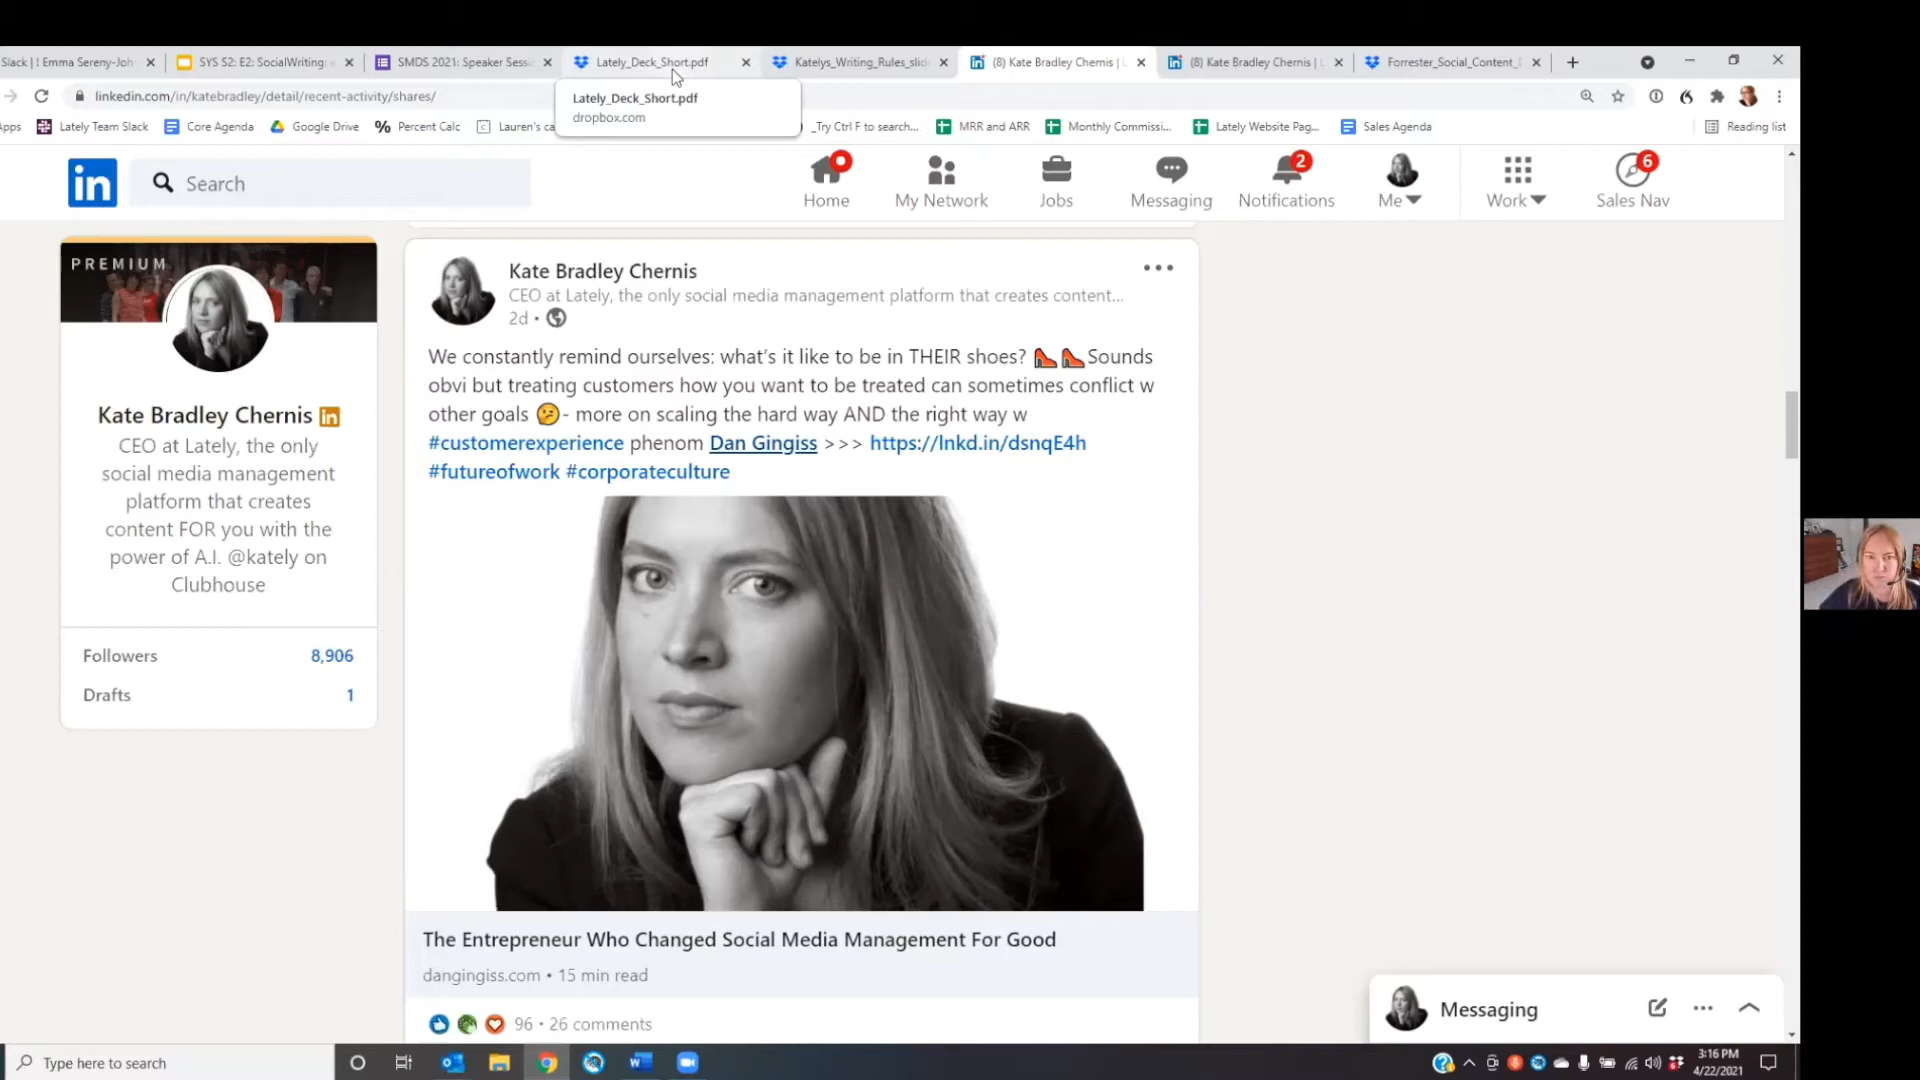 Slack | ! Emma Sereny-Joh
SYS S2: E2: SocialWriting:
SMDS 2021: Speaker Sessi
Lately_Deck_Short.pdf
Katelys_Writing_Rules_slid
(8) Kate Bradley Chernis |
(8) Kate Bradley Chernis |
Forrester_Social_Content_
linkedin.com/in/katebradley/detail/recent-activity/shares/
Lately_Deck_Short.pdf
dropbox.com
Apps
Lately Team Slack
Core Agenda
Google Drive
Percent Calc
Lauren's ca
_Try Ctrl F to search...
MRR and ARR
Monthly Commissi...
Lately Website Pag...
Sales Agenda
Reading list
in
Search
Home
My Network
Jobs
Messaging
2
Notifications
Me
Work
6
Sales Nav
PREMIUM
Kate Bradley Chernis in
CEO at Lately, the only
social media management
platform that creates
content FOR you with the
power of A.I. @kately on
Clubhouse
Followers 8,906
Drafts 1
Kate Bradley Chernis
CEO at Lately, the only social media management platform that creates content...
2d •
We constantly remind ourselves: what's it like to be in THEIR shoes? 👠👠Sounds
obvi but treating customers how you want to be treated can sometimes conflict w
other goals 🤔- more on scaling the hard way AND the right way w
#customerexperience phenom Dan Gingiss >>> https://lnkd.in/dsnqE4h
#futureofwork #corporateculture
The Entrepreneur Who Changed Social Media Management For Good
dangingiss.com • 15 min read
96 • 26 comments
Messaging
Type here to search
3:16 PM
4/22/2021